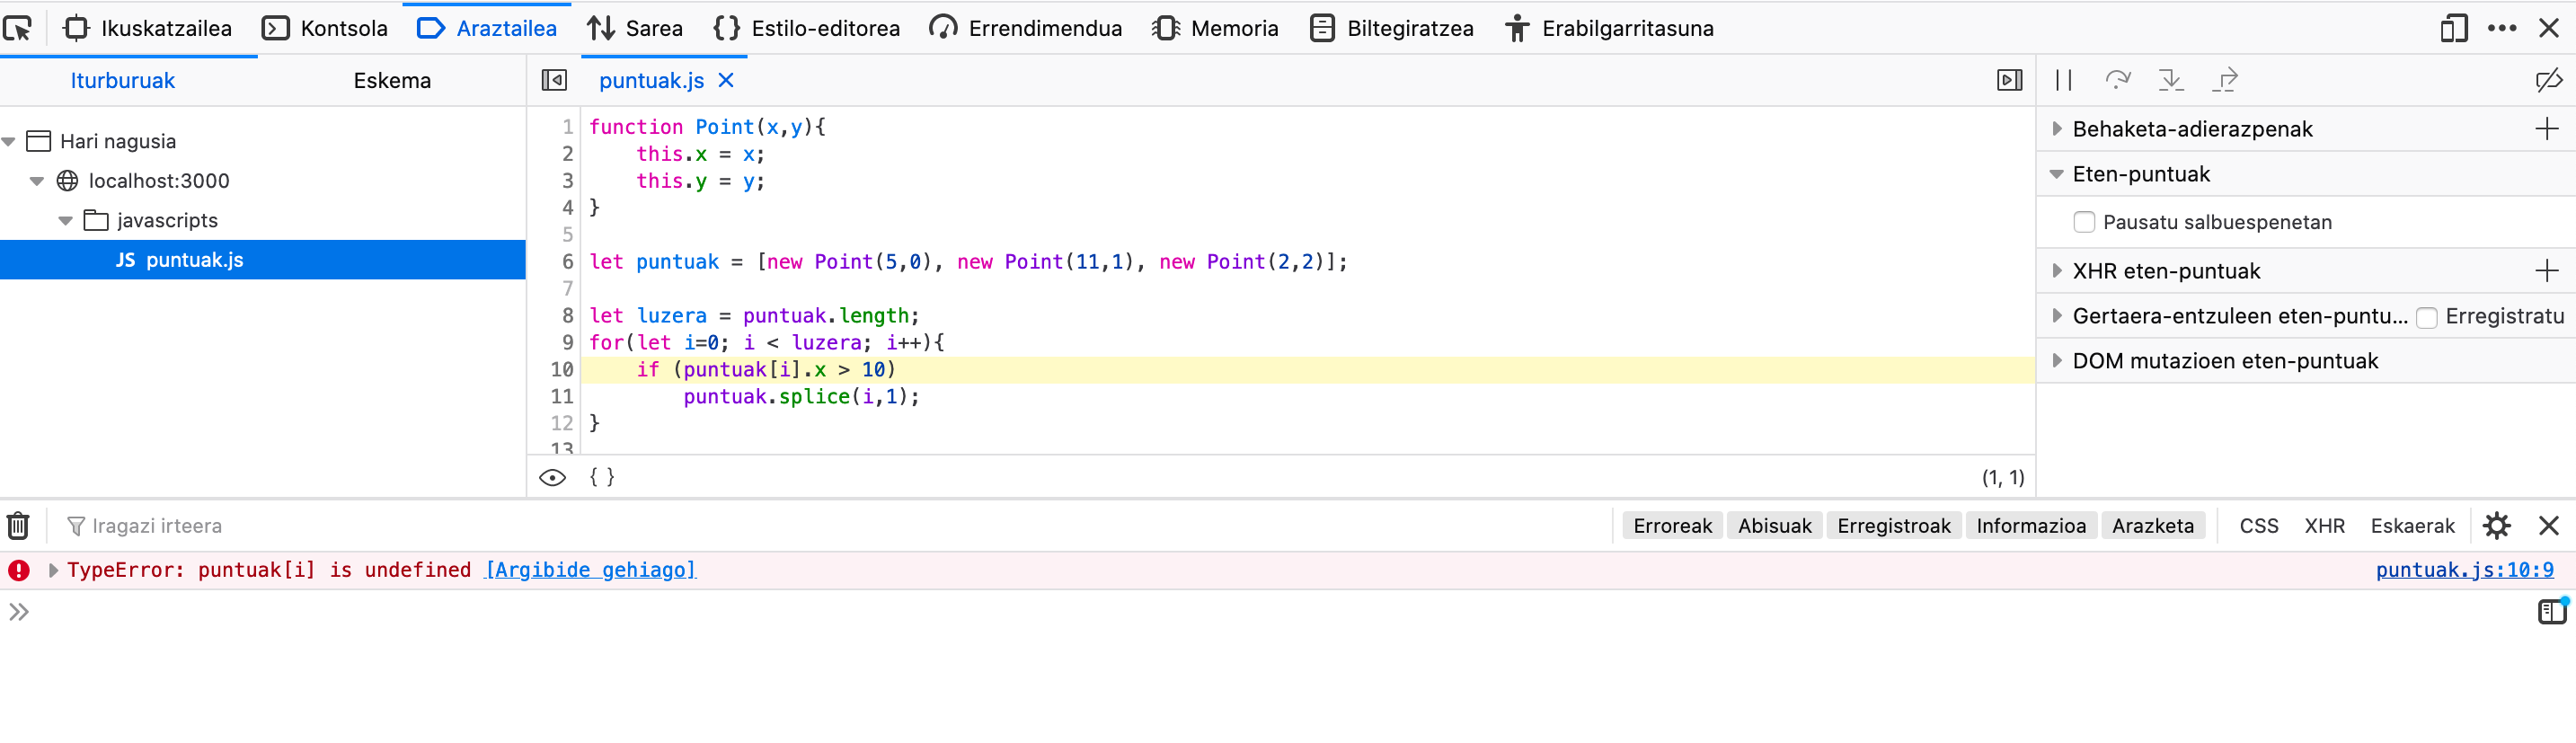 Ikuskatzailea Kontsola Araztailea Sarea Estilo-editorea Errendimendua Memoria Biltegiratzea Erabilgarritasuna
Iturburuak Eskema
Hari nagusia
localhost:3000
javascripts
JS puntuak.js
puntuak.js
1 function Point(x,y){
2 this.x = x;
3 this.y = y;
4 }
5
6 let puntuak = [new Point(5,0), new Point(11,1), new Point(2,2)];
7
8 let luzera = puntuak.length;
9 for(let i=0; i < luzera; i++){
10 if (puntuak[i].x > 10)
11 puntuak.splice(i,1);
12 }
13
{ } (1, 1)
Behaketa-adierazpenak
Eten-puntuak
Pausatu salbuespenetan
XHR eten-puntuak
Gertaera-entzuleen eten-puntu... Erregistratu
DOM mutazioen eten-puntuak
Iragazi irteera Erroreak Abisuak Erregistroak Informazioa Arazketa CSS XHR Eskaerak
TypeError: puntuak[i] is undefined [Argibide gehiago] puntuak.js:10:9